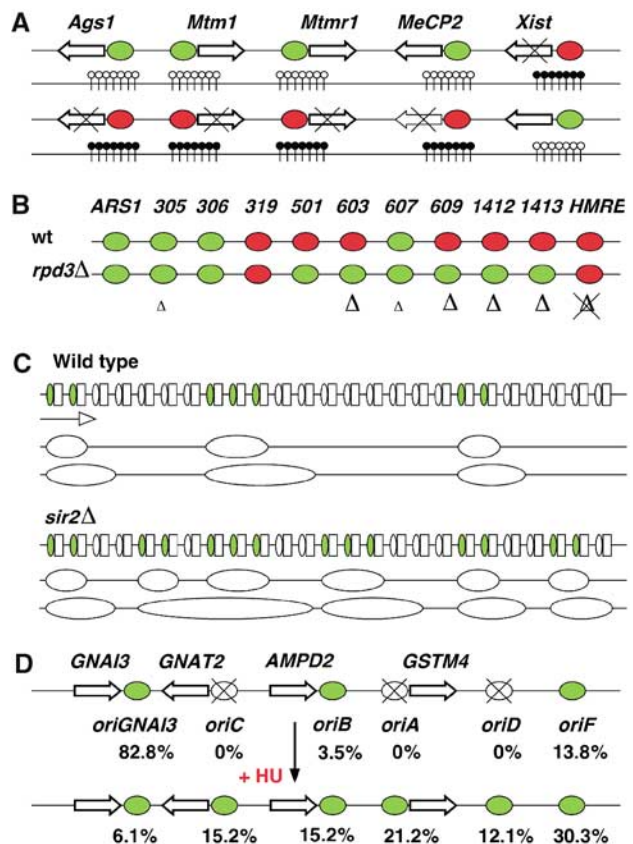 A
Ags1 Mtm1 Mtmr1 MeCP2 Xist
B
ARS1 305 306 319 501 603 607 609 1412 1413 HMRE
wt
rpd3Δ
Δ Δ Δ Δ Δ Δ Δ
C Wild type
sir2Δ
D
GNAI3 GNAT2 AMPD2 GSTM4
oriGNAI3 oriC oriB oriA oriD oriF
82.8% 0% 3.5% 0% 0% 13.8%
+ HU
6.1% 15.2% 15.2% 21.2% 12.1% 30.3%